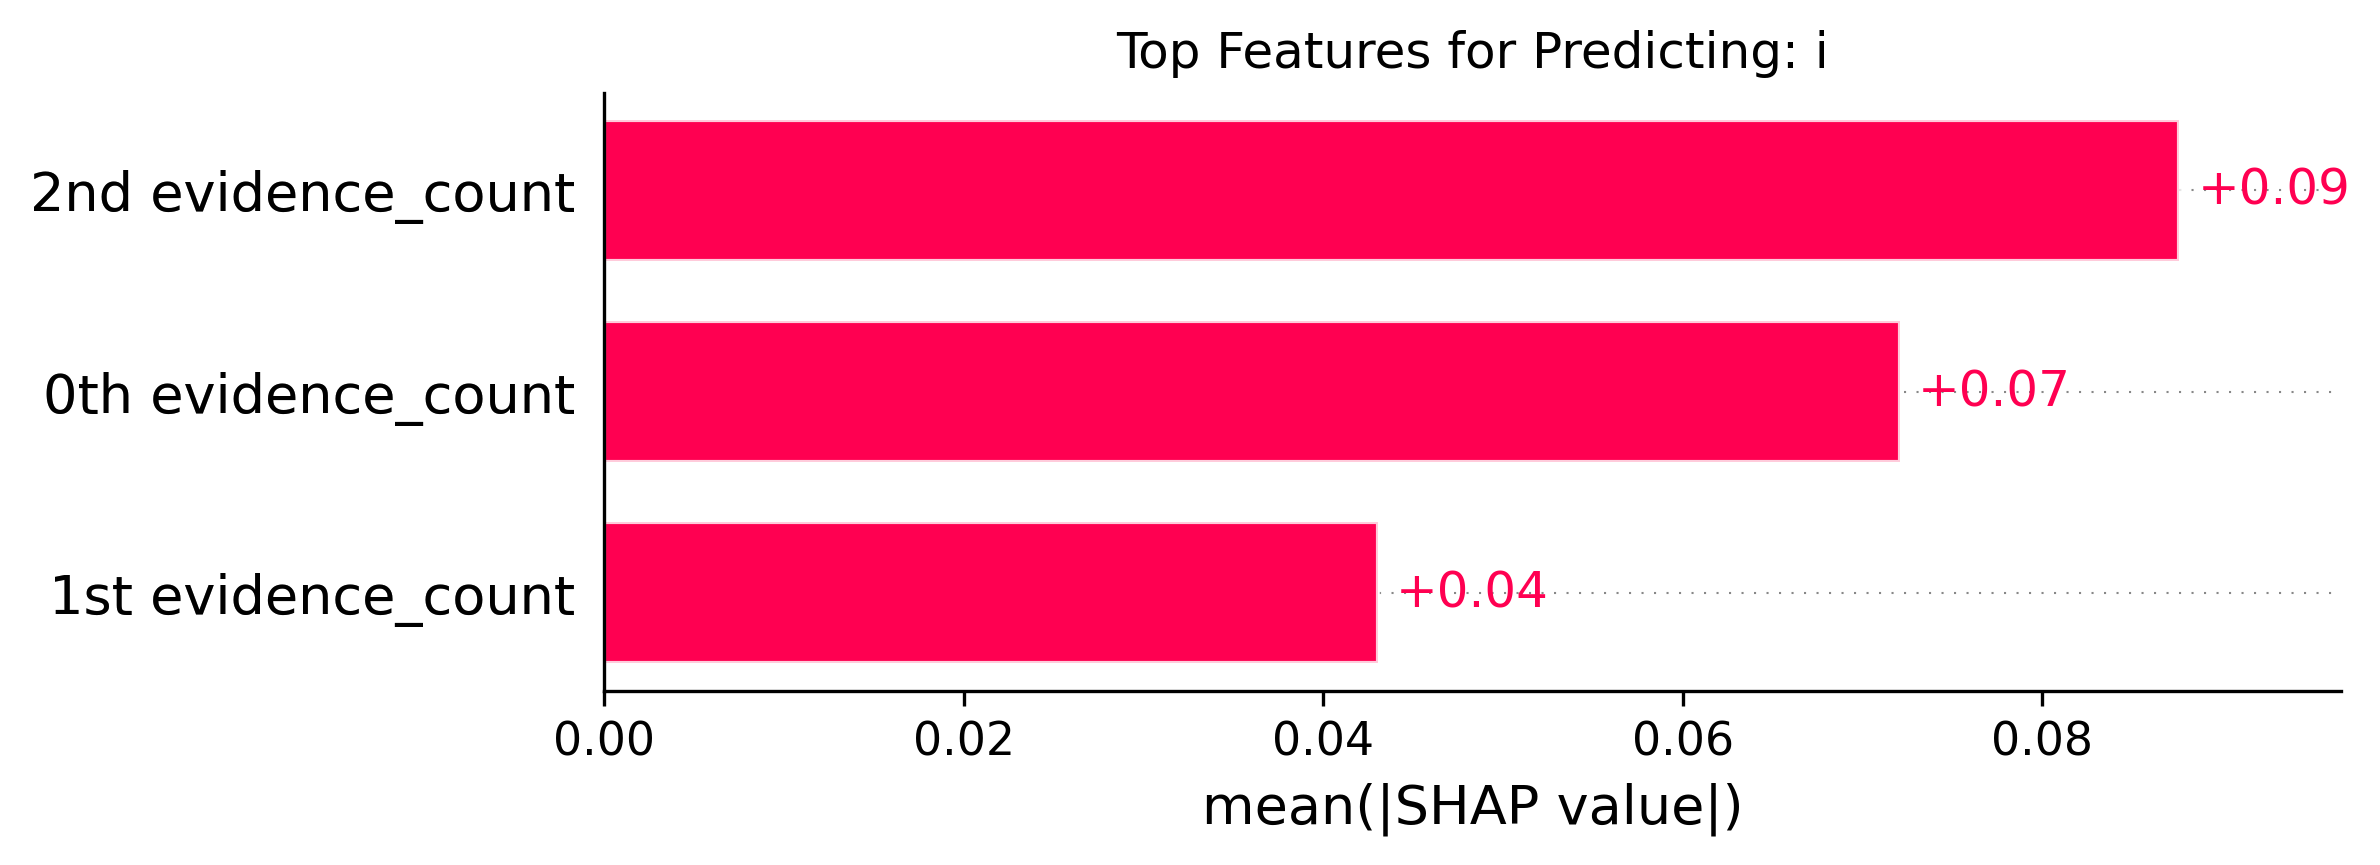 Top Features for Predicting: i
2nd evidence_count
+0.09
0th evidence_count
+0.07
1st evidence_count
+0.04
0.00 0.02 0.04 0.06 0.08
mean(|SHAP value|)